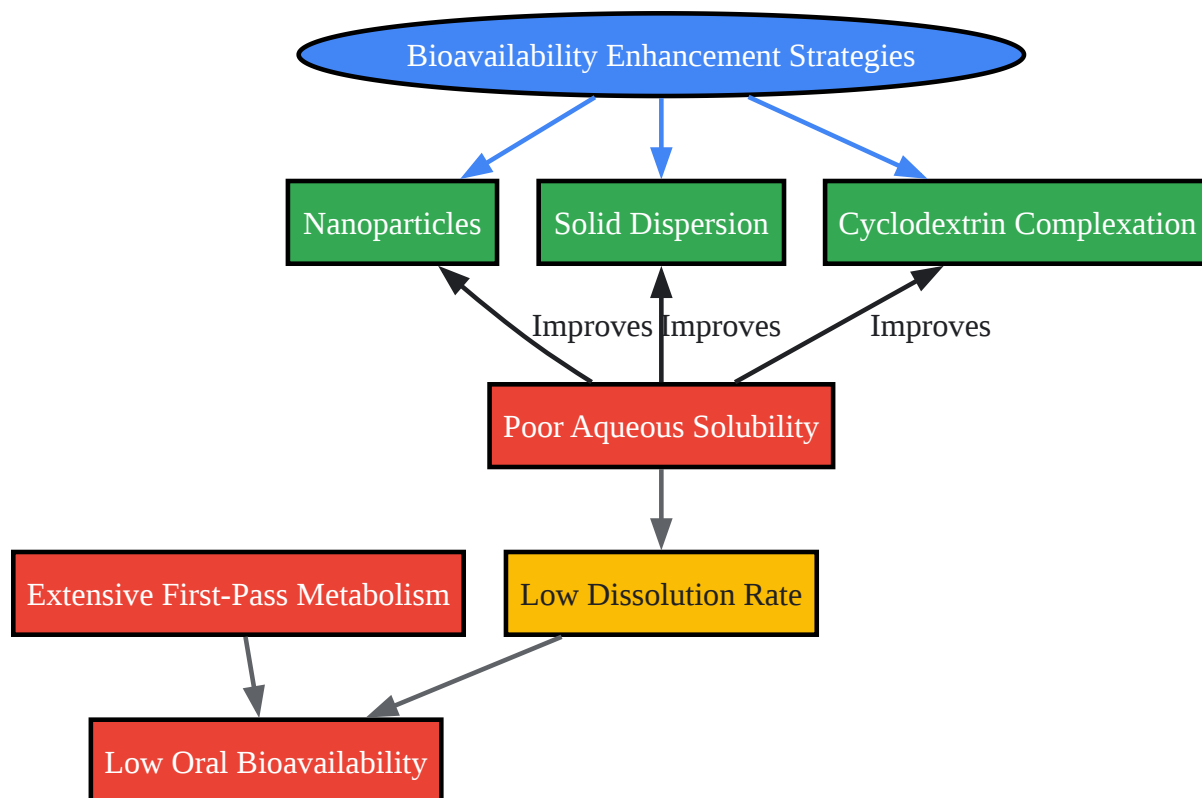 Bioavailability Enhancement Strategies
Nanoparticles
Solid Dispersion
Cyclodextrin Complexation
Improves
Improves
Improves
Poor Aqueous Solubility
Extensive First-Pass Metabolism
Low Dissolution Rate
Low Oral Bioavailability